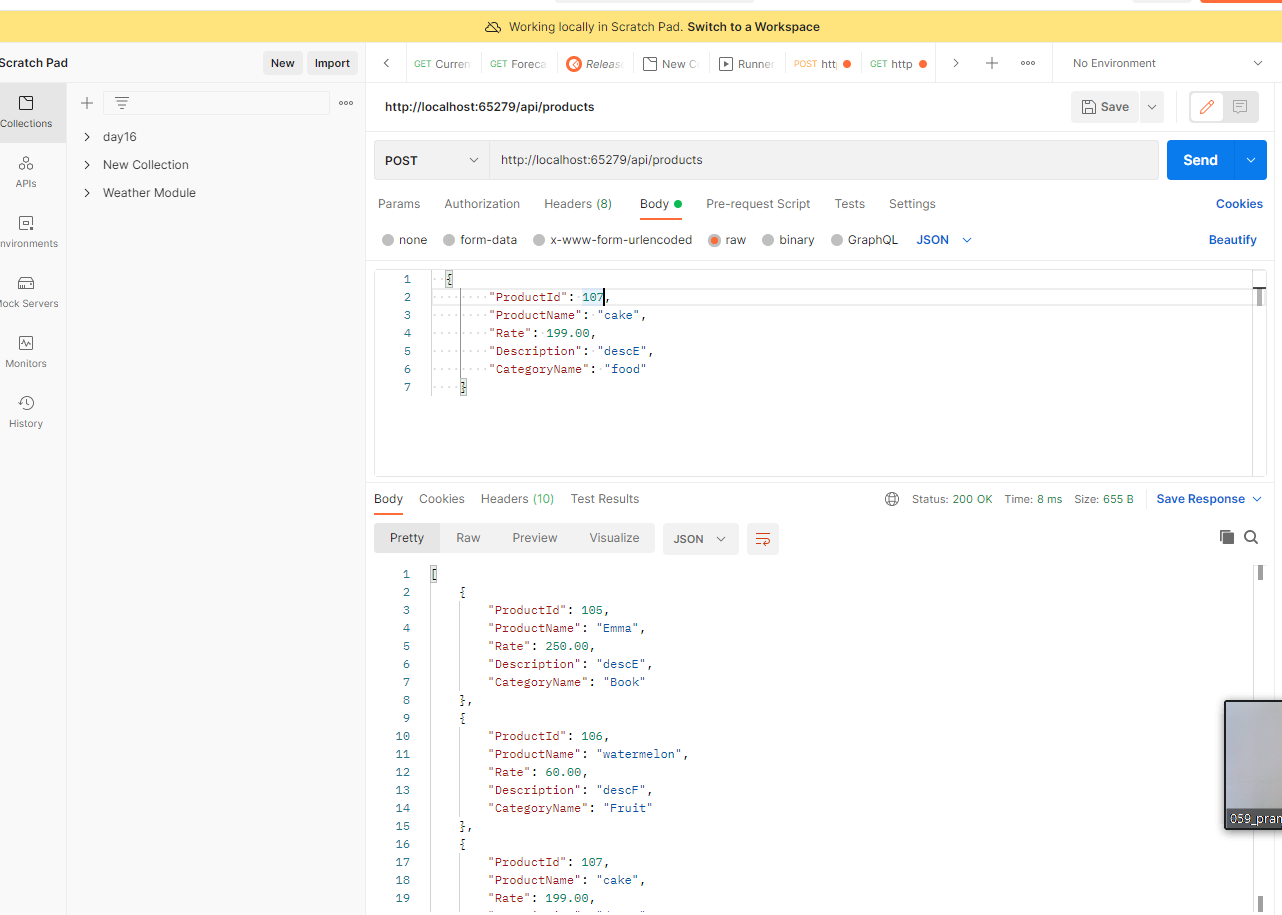 Working locally in Scratch Pad. Switch to a Workspace
Scratch Pad New Import
GET Curren GET Foreca Releas New C Runner POST htt GET http No Environment
Collections
APIs
nvironments
Mock Servers
Monitors
History
day16
New Collection
Weather Module
http://localhost:65279/api/products Save
POST http://localhost:65279/api/products Send
Params Authorization Headers (8) Body Pre-request Script Tests Settings Cookies
none form-data x-www-form-urlencoded raw binary GraphQL JSON Beautify
1 {
2 "ProductId": 107,
3 "ProductName": "cake",
4 "Rate": 199.00,
5 "Description": "descE",
6 "CategoryName": "food"
7 }
Body Cookies Headers (10) Test Results Status: 200 OK Time: 8 ms Size: 655 B Save Response
Pretty Raw Preview Visualize JSON
1 [
2 {
3 "ProductId": 105,
4 "ProductName": "Emma",
5 "Rate": 250.00,
6 "Description": "descE",
7 "CategoryName": "Book"
8 },
9 {
10 "ProductId": 106,
11 "ProductName": "watermelon",
12 "Rate": 60.00,
13 "Description": "descF",
14 "CategoryName": "Fruit"
15 },
16 {
17 "ProductId": 107,
18 "ProductName": "cake",
19 "Rate": 199.00,
059_pran